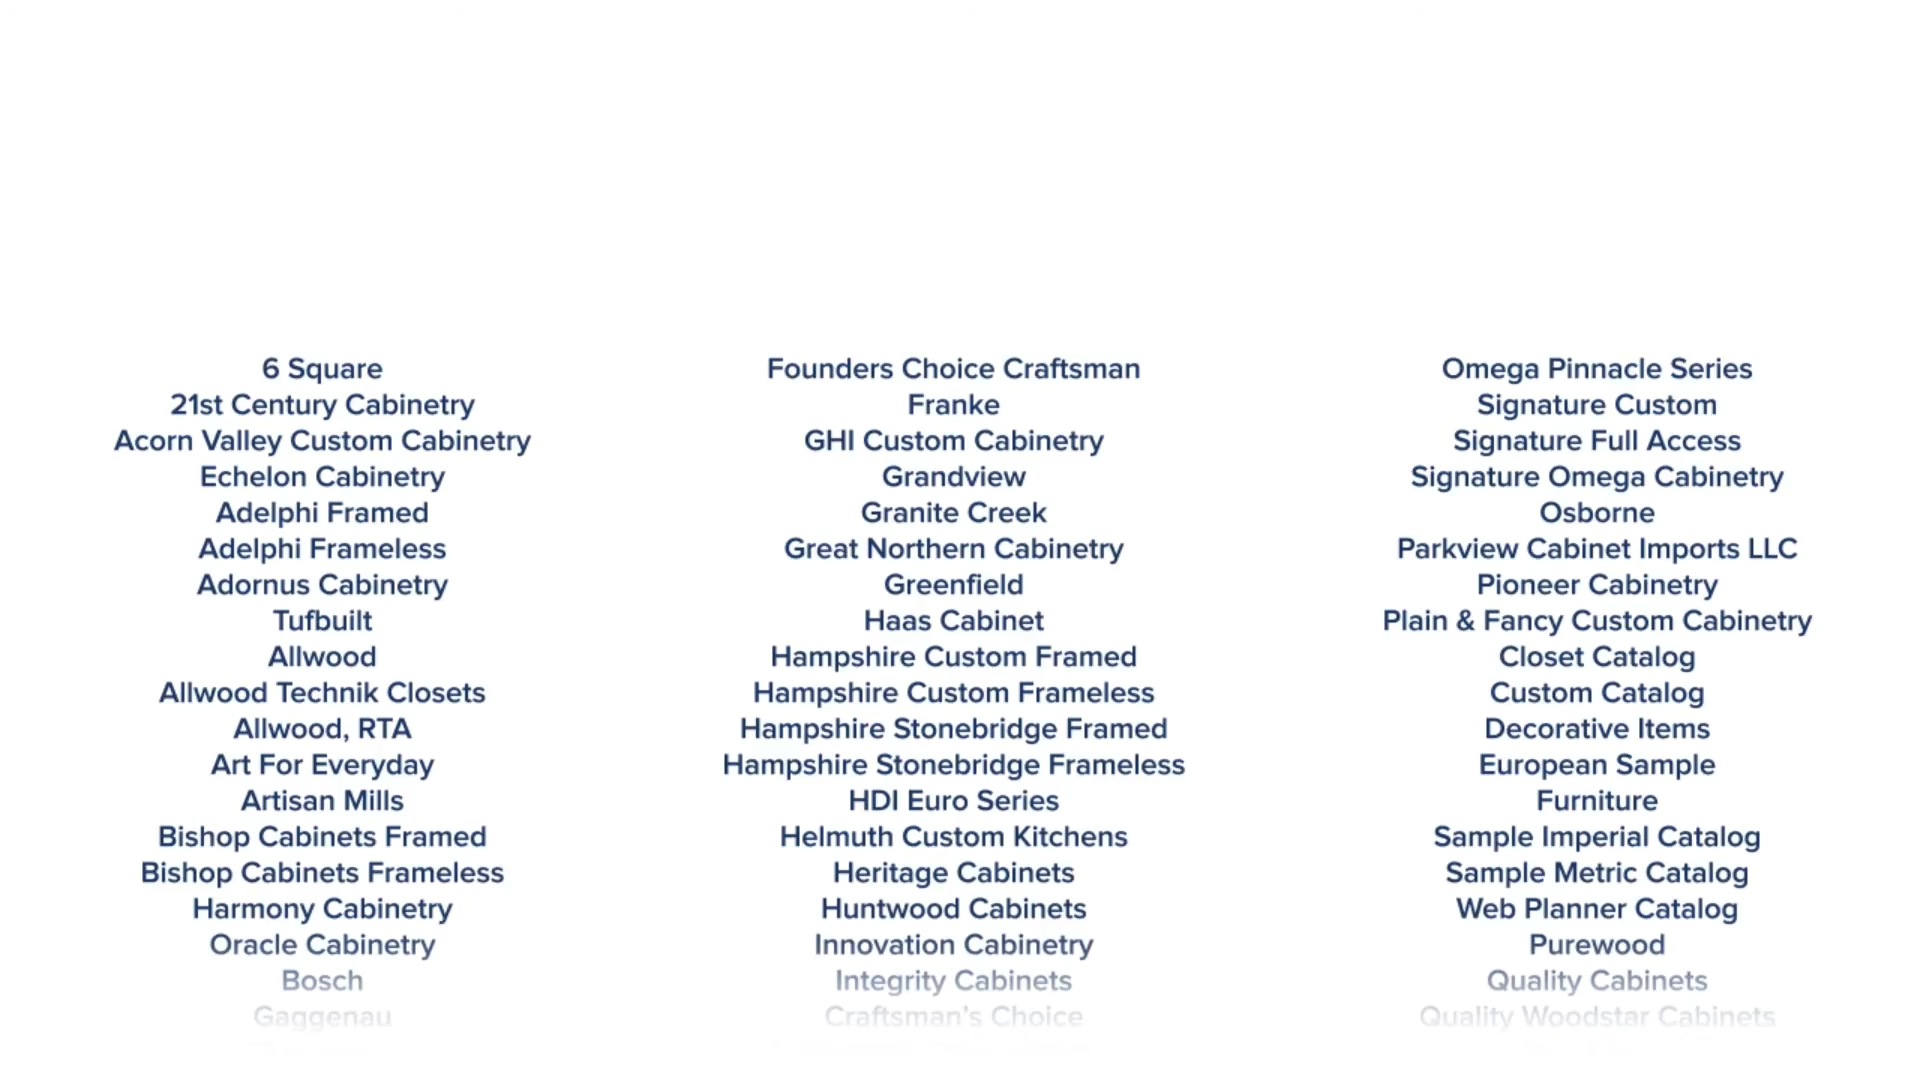 6 Square
21st Century Cabinetry
Acorn Valley Custom Cabinetry
Echelon Cabinetry
Adelphi Framed
Adelphi Frameless
Adornus Cabinetry
Tufbuilt
Allwood
Allwood Technik Closets
Allwood, RTA
Art For Everyday
Artisan Mills
Bishop Cabinets Framed
Bishop Cabinets Frameless
Harmony Cabinetry
Oracle Cabinetry
Bosch
Gaggenau
Founders Choice Craftsman
Franke
GHI Custom Cabinetry
Grandview
Granite Creek
Great Northern Cabinetry
Greenfield
Haas Cabinet
Hampshire Custom Framed
Hampshire Custom Frameless
Hampshire Stonebridge Framed
Hampshire Stonebridge Frameless
HDI Euro Series
Helmuth Custom Kitchens
Heritage Cabinets
Huntwood Cabinets
Innovation Cabinetry
Integrity Cabinets
Craftsman's Choice
Omega Pinnacle Series
Signature Custom
Signature Full Access
Signature Omega Cabinetry
Osborne
Parkview Cabinet Imports LLC
Pioneer Cabinetry
Plain & Fancy Custom Cabinetry
Closet Catalog
Custom Catalog
Decorative Items
European Sample
Furniture
Sample Imperial Catalog
Sample Metric Catalog
Web Planner Catalog
Purewood
Quality Cabinets
Quality Woodstar Cabinets